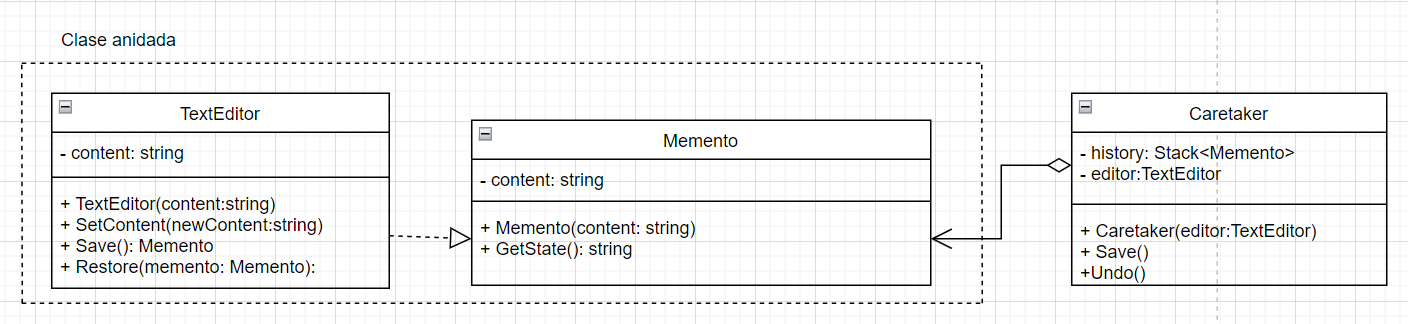 Clase anidada
TextEditor
- content: string
+ TextEditor(content:string)
+ SetContent(newContent:string)
+ Save(): Memento
+ Restore(memento: Memento):
Memento
- content: string
+ Memento(content: string)
+ GetState(): string
Caretaker
- history: Stack<Memento>
- editor:TextEditor
+ Caretaker(editor:TextEditor)
+ Save()
+Undo()